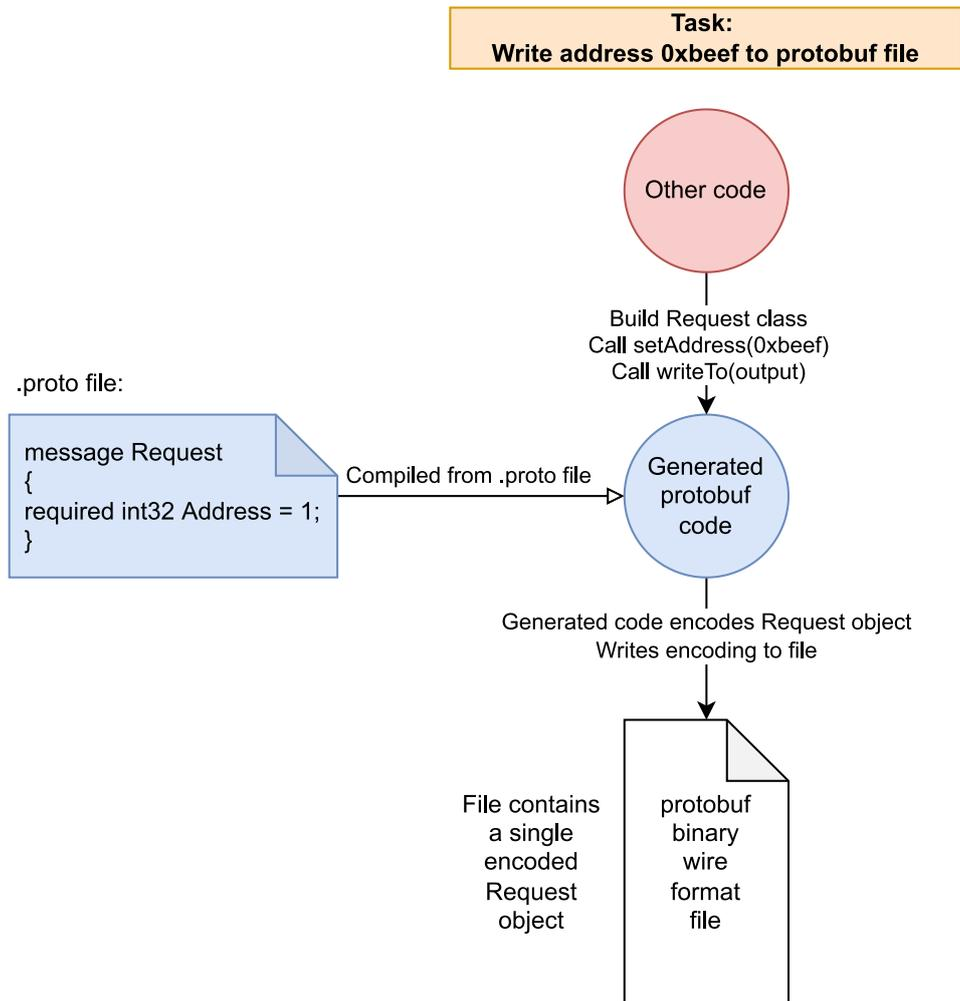 Task:
Write address 0xbeef to protobuf file
Other code
Build Request class
Call setAddress(0xbeef)
Call writeTo(output)
.proto file:
message Request
{
required int32 Address = 1;
}
Compiled from .proto file
Generated
protobuf
code
Generated code encodes Request object
Writes encoding to file
File contains
a single
encoded
Request
object
protobuf
binary
wire
format
file